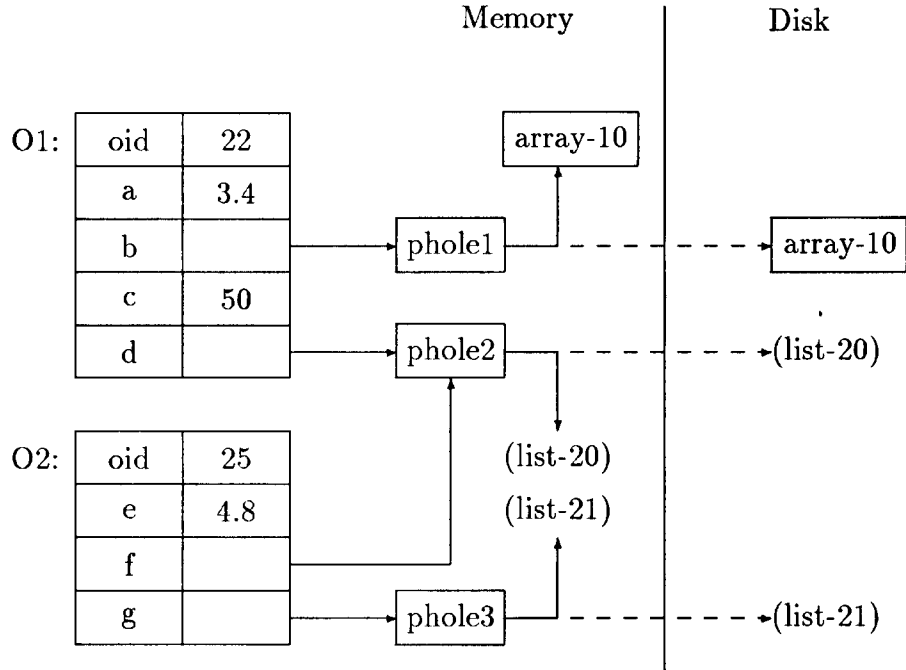 Memory Disk
O1: oid 22 array-10
a 3.4
b phole1 array-10
c 50
d phole2 (list-20)
O2: oid 25 (list-20)
e 4.8 (list-21)
f
g phole3 (list-21)